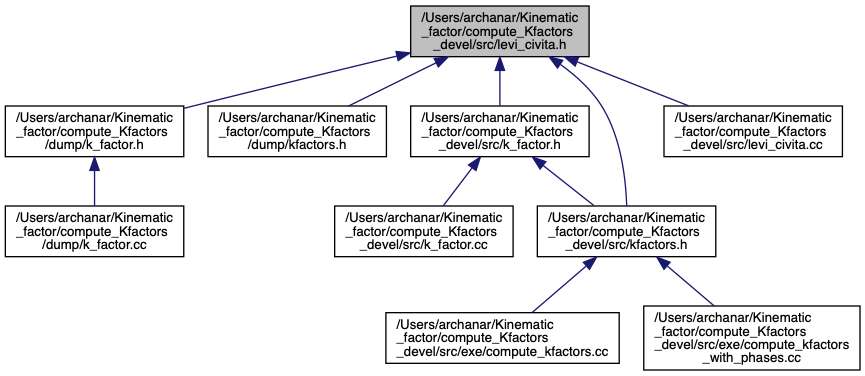 /Users/archanar/Kinematic
_factor/compute_Kfactors
_devel/src/levi_civita.h
/Users/archanar/Kinematic
_factor/compute_Kfactors
/dump/k_factor.h
/Users/archanar/Kinematic
_factor/compute_Kfactors
/dump/kfactors.h
/Users/archanar/Kinematic
_factor/compute_Kfactors
_devel/src/k_factor.h
/Users/archanar/Kinematic
_factor/compute_Kfactors
_devel/src/levi_civita.cc
/Users/archanar/Kinematic
_factor/compute_Kfactors
/dump/k_factor.cc
/Users/archanar/Kinematic
_factor/compute_Kfactors
_devel/src/k_factor.cc
/Users/archanar/Kinematic
_factor/compute_Kfactors
_devel/src/kfactors.h
/Users/archanar/Kinematic
_factor/compute_Kfactors
_devel/src/exe/compute_kfactors.cc
/Users/archanar/Kinematic
_factor/compute_Kfactors
_devel/src/exe/compute_kfactors
_with_phases.cc